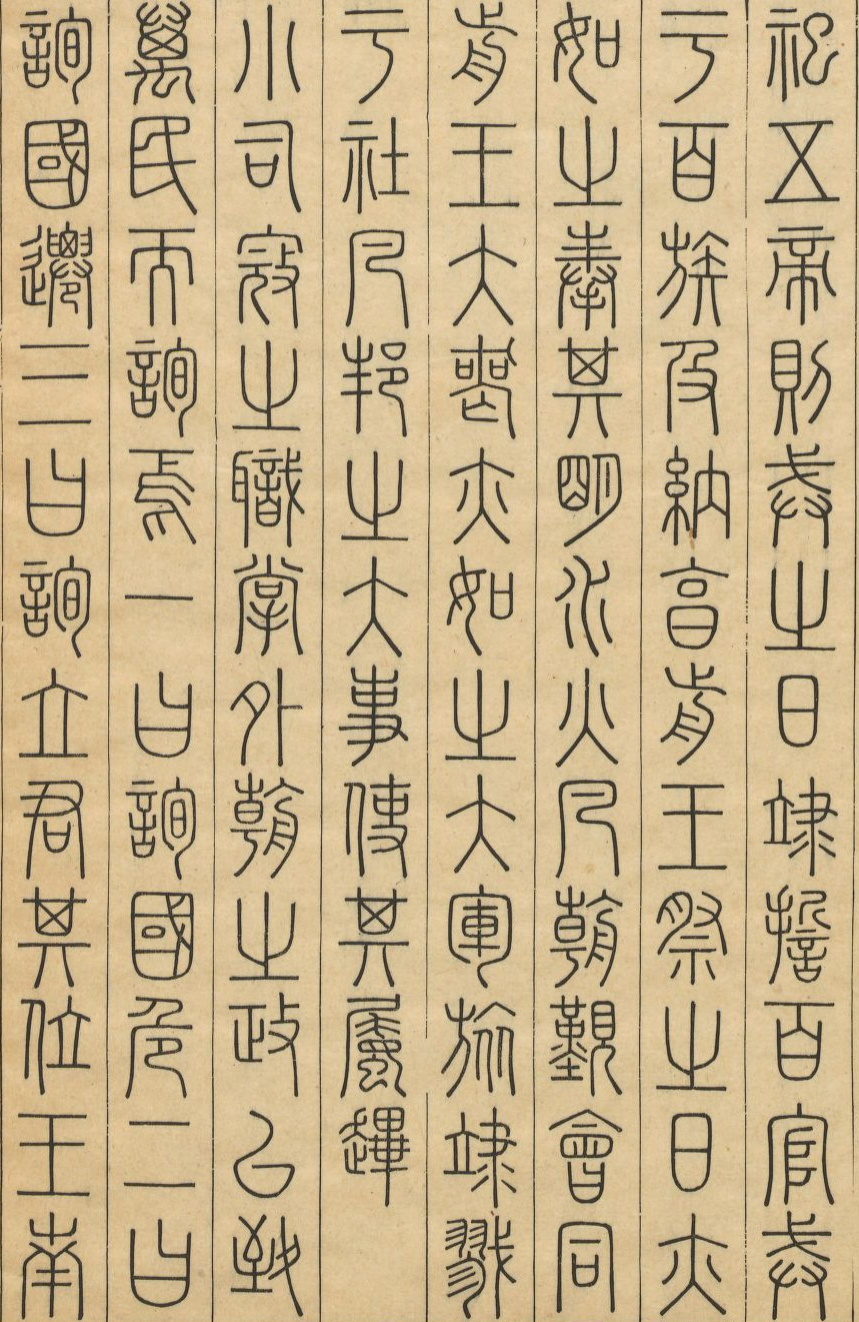 祀五帝則戒之日涖誓百官戒
于百族及納亨前王祭之日亦
如之奉其明水火凡朝覲會同
前王大喪亦如之大軍旅涖戮
于社凡邦之大事使其屬蹕
小司寇之職掌外朝之政以致
萬民而詢焉一曰詢國危二曰
詢國遷三曰詢立君其位王南